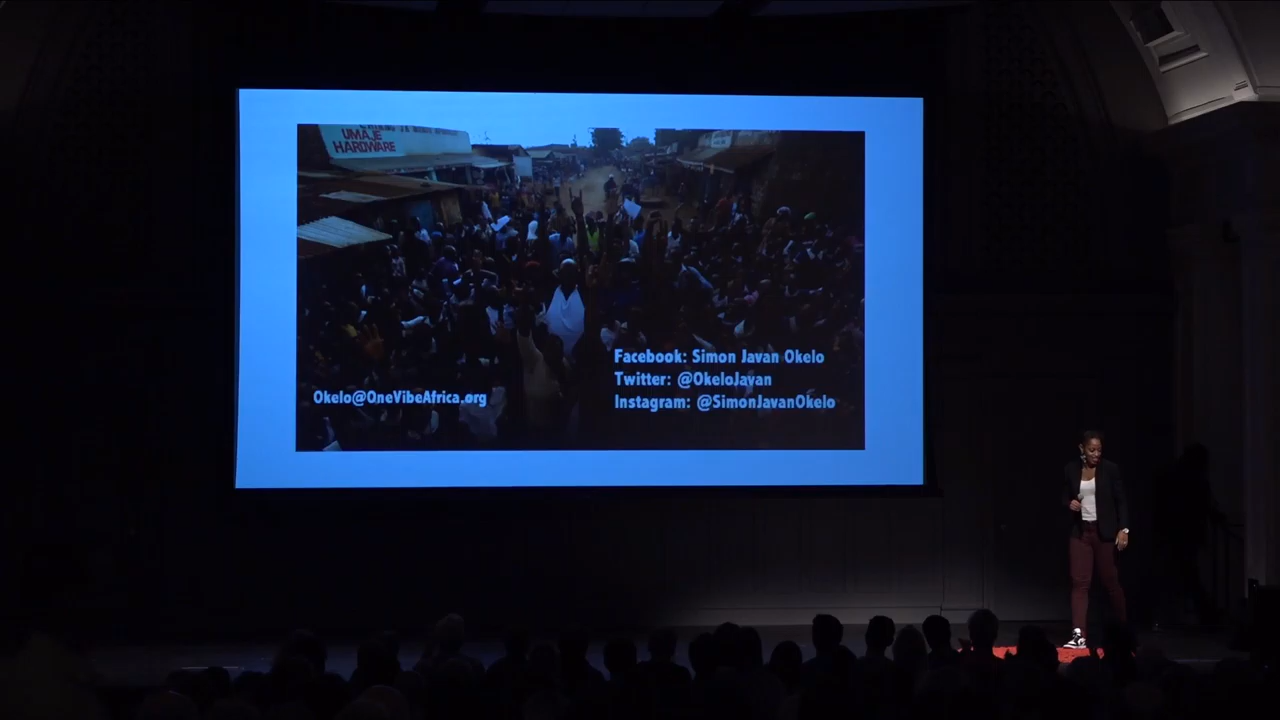 UMAJE
HARDWARE
Facebook: Simon Javan Okelo
Twitter: @OkeloJavan
Instagram: @SimonJavanOkelo
Okelo@OneVibeAfrica.org